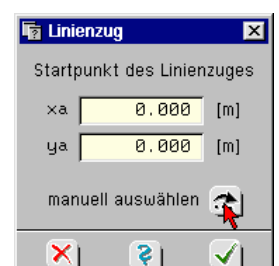 Linienzug
Startpunkt des Linienzuges
xa 0.000 [m]
ya 0.000 [m]
manuell auswählen